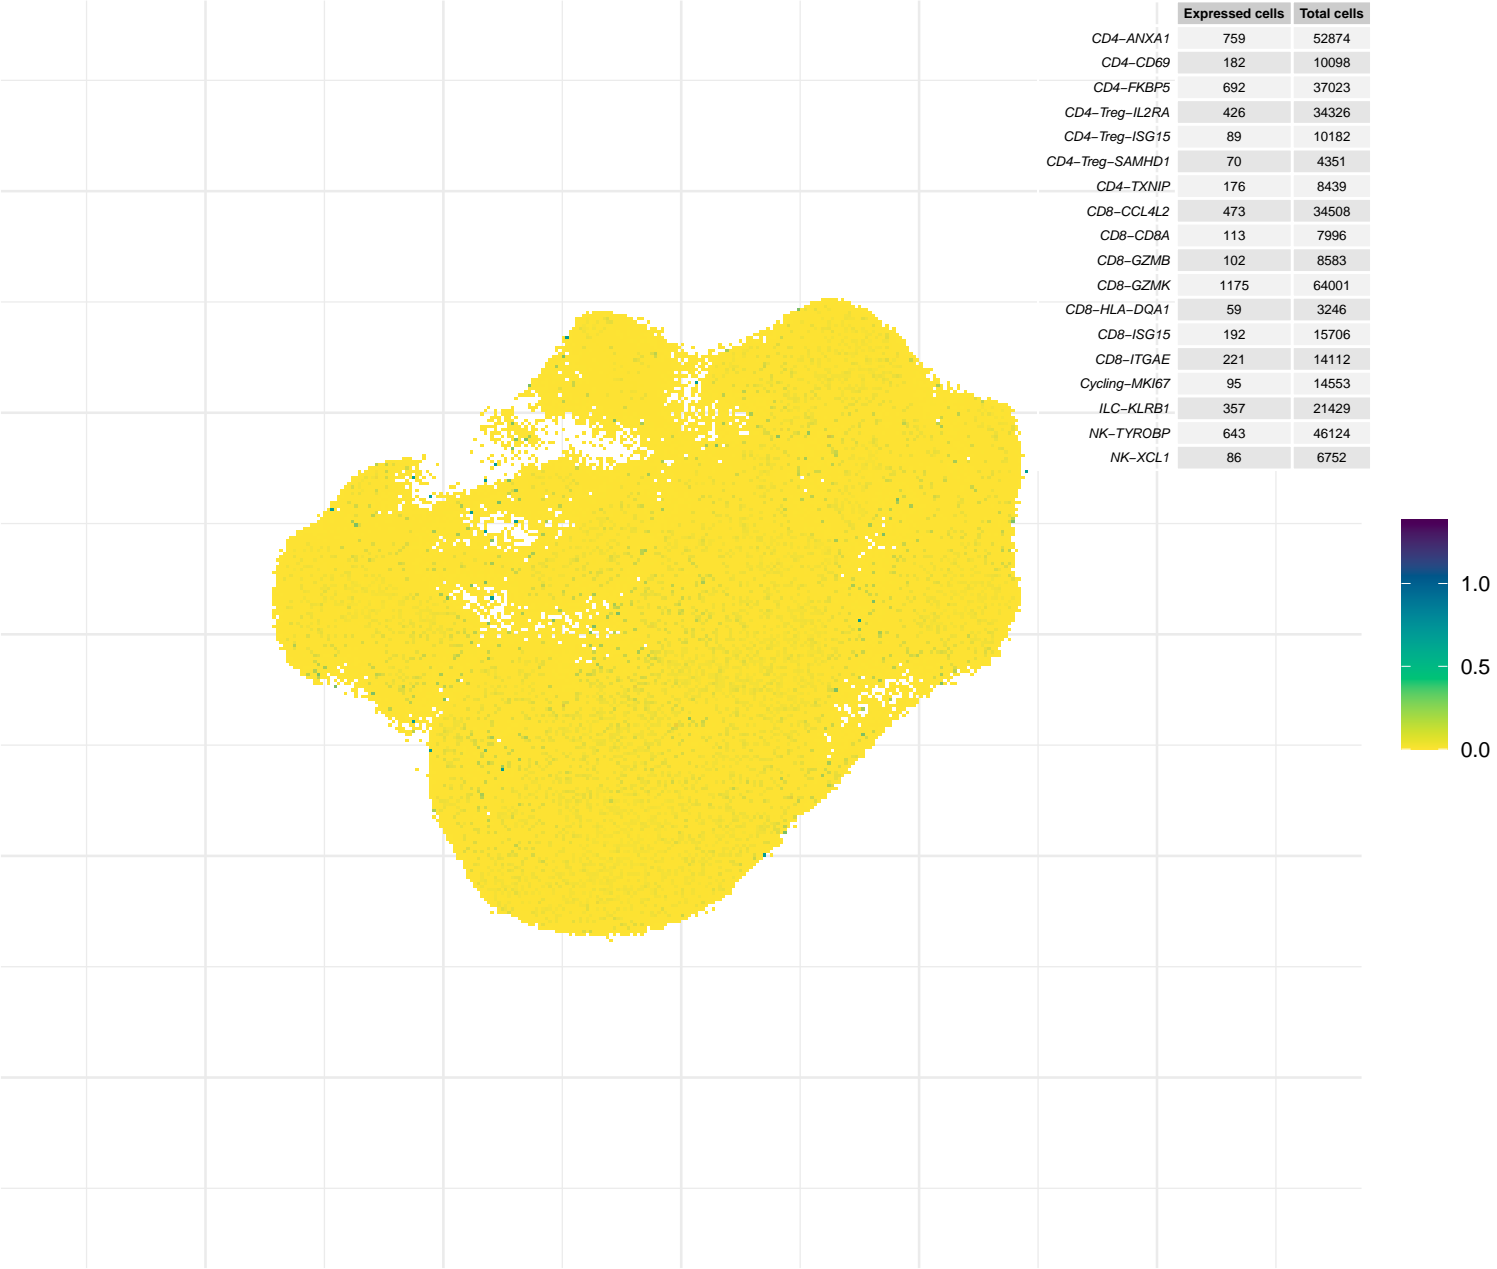 Expressed cells Total cells
CD4−ANXA1 759 52874
CD4−CD69 182 10098
CD4−FKBP5 692 37023
CD4−Treg−IL2RA 426 34326
CD4−Treg−ISG15 89 10182
CD4−Treg−SAMHD1 70 4351
CD4−TXNIP 176 8439
CD8−CCL4L2 473 34508
CD8−CD8A 113 7996
CD8−GZMB 102 8583
CD8−GZMK 1175 64001
CD8−HLA−DQA1 59 3246
CD8−ISG15 192 15706
CD8−ITGAE 221 14112
Cycling−MKI67 95 14553
ILC−KLRB1 357 21429
NK−TYROBP 643 46124
NK−XCL1 86 6752
1.0
0.5
0.0